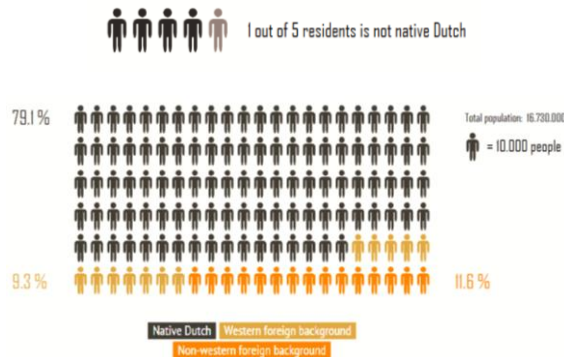 1 out of 5 residents is not native Dutch
79.1 %
Total population: 16.730.000
= 10.000 people
9.3 %
11.6 %
Native Dutch
Western foreign background
Non-western foreign background